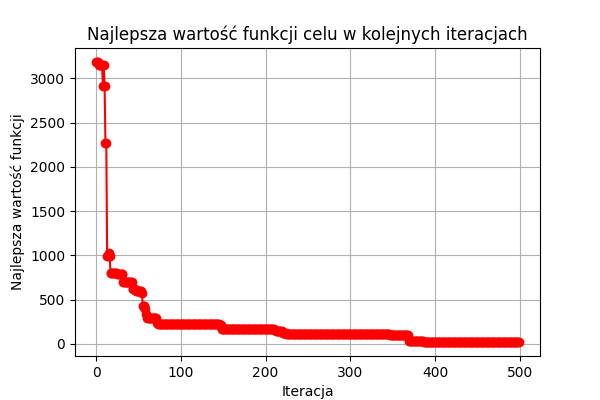 Najlepsza wartość funkcji celu w kolejnych iteracjach
Najlepsza wartość funkcji
3000
2500
2000
1500
1000
500
0
0 100 200 300 400 500
Iteracja